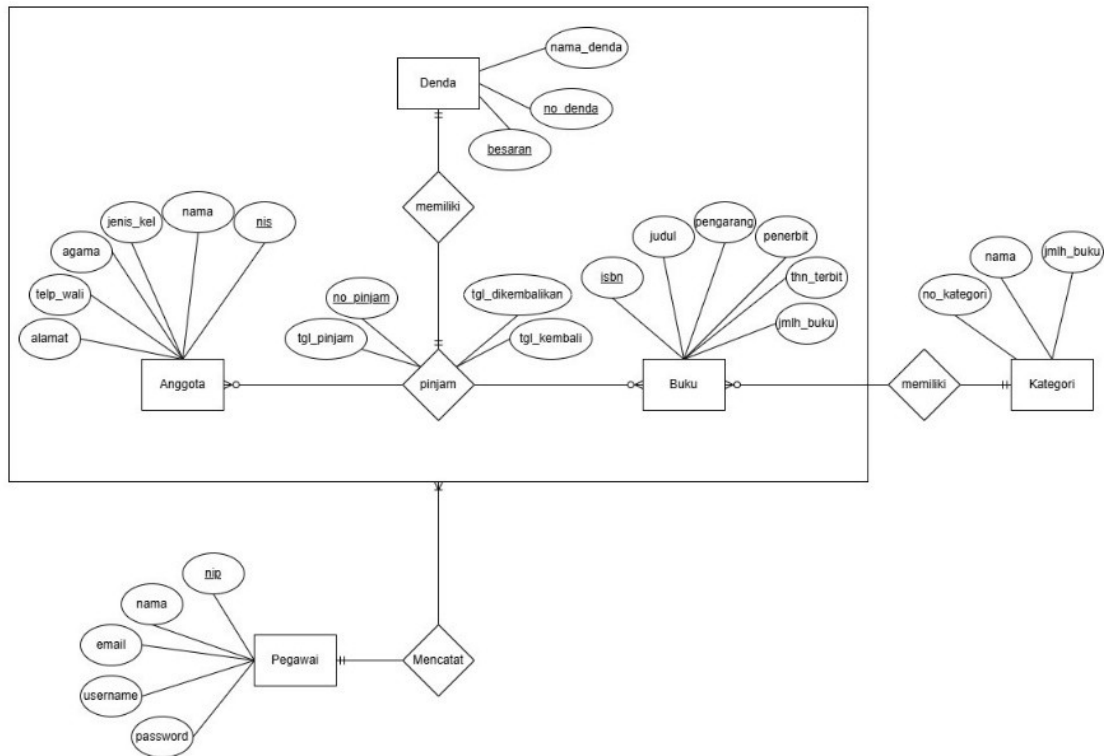 nama_denda
Denda
no_denda
besaran
memiliki
jenis_kel
nama
nis
agama
telp_wali
alamat
Anggota
no_pinjam
tgl_pinjam
tgl_dikembalikan
tgl_kembali
pinjam
isbn
judul
pengarang
penerbit
thn_terbit
jmlh_buku
Buku
memiliki
no_kategori
nama
jmlh_buku
Kategori
nip
nama
email
username
password
Pegawai
Mencatat